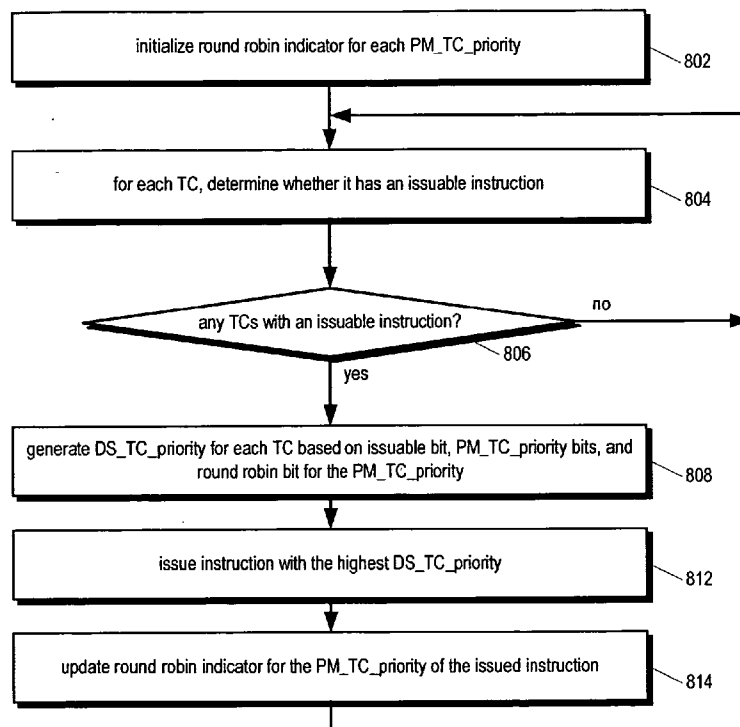 initialize round robin indicator for each PM_TC_priority
802
for each TC, determine whether it has an issuable instruction
804
any TCs with an issuable instruction?
no
806
yes
generate DS_TC_priority for each TC based on issuable bit, PM_TC_priority bits, and
round robin bit for the PM_TC_priority
808
issue instruction with the highest DS_TC_priority
812
update round robin indicator for the PM_TC_priority of the issued instruction
814